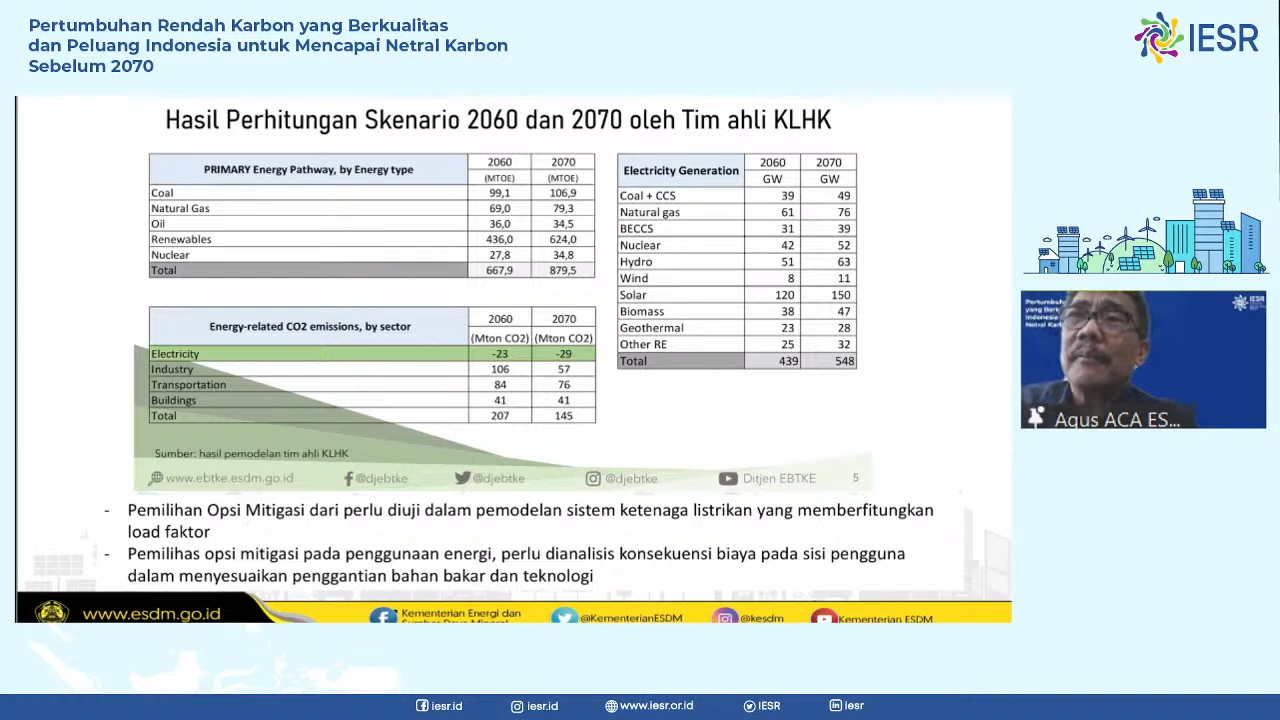 Pertumbuhan Rendah Karbon yang Berkualitas
dan Peluang Indonesia untuk Mencapai Netral Karbon
Sebelum 2070
IESR
Hasil Perhitungan Skenario 2060 dan 2070 oleh Tim ahli KLHK
PRIMARY Energy Pathway, by Energy type 2060 2070
(MTOE) (MTOE)
Coal 99,1 106,9
Natural Gas 69,0 79,3
Oil 36,0 34,5
Renewables 436,0 624,0
Nuclear 27,8 34,8
Total 667,9 879,5
Energy-related CO2 emissions, by sector 2060 2070
(Mton CO2) (Mton CO2)
Electricity -23 -29
Industry 106 57
Transportation 84 76
Buildings 41 41
Total 207 145
Electricity Generation 2060 2070
GW GW
Coal + CCS 39 49
Natural gas 61 76
BECCS 31 39
Nuclear 42 52
Hydro 51 63
Wind 8 11
Solar 120 150
Biomass 38 47
Geothermal 23 28
Other RE 25 32
Total 439 548
Sumber: hasil pemodelan tim ahli KLHK
www.ebtke.esdm.go.id @djebtke @djebtke @djebtke Ditjen EBTKE 5
- Pemilihan Opsi Mitigasi dari perlu diuji dalam pemodelan sistem ketenaga listrikan yang memberfitungkan
load faktor
- Pemilihas opsi mitigasi pada penggunaan energi, perlu dianalisis konsekuensi biaya pada sisi pengguna
dalam menyesuaikan penggantian bahan bakar dan teknologi
www.esdm.go.id
Kementerian Energi dan
@KementerianESDM @kesdm Kementerian ESDM
IESR
Agus ACA ES...
iesr.id iesr.id www.iesr.or.id IESR iesr